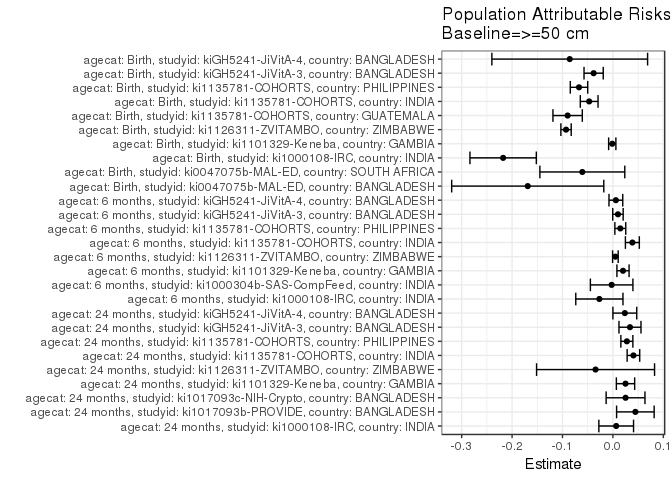 Population Attributable Risks
Baseline=>=50 cm
agecat: Birth, studyid: kiGH5241-JiVitA-4, country: BANGLADESH
agecat: Birth, studyid: kiGH5241-JiVitA-3, country: BANGLADESH
agecat: Birth, studyid: ki1135781-COHORTS, country: PHILIPPINES
agecat: Birth, studyid: ki1135781-COHORTS, country: INDIA
agecat: Birth, studyid: ki1135781-COHORTS, country: GUATEMALA
agecat: Birth, studyid: ki1126311-ZVITAMBO, country: ZIMBABWE
agecat: Birth, studyid: ki1101329-Keneba, country: GAMBIA
agecat: Birth, studyid: ki1000108-IRC, country: INDIA
agecat: Birth, studyid: ki0047075b-MAL-ED, country: SOUTH AFRICA
agecat: Birth, studyid: ki0047075b-MAL-ED, country: BANGLADESH
agecat: 6 months, studyid: kiGH5241-JiVitA-4, country: BANGLADESH
agecat: 6 months, studyid: kiGH5241-JiVitA-3, country: BANGLADESH
agecat: 6 months, studyid: ki1135781-COHORTS, country: PHILIPPINES
agecat: 6 months, studyid: ki1135781-COHORTS, country: INDIA
agecat: 6 months, studyid: ki1126311-ZVITAMBO, country: ZIMBABWE
agecat: 6 months, studyid: ki1101329-Keneba, country: GAMBIA
agecat: 6 months, studyid: ki1000304b-SAS-CompFeed, country: INDIA
agecat: 6 months, studyid: ki1000108-IRC, country: INDIA
agecat: 24 months, studyid: kiGH5241-JiVitA-4, country: BANGLADESH
agecat: 24 months, studyid: kiGH5241-JiVitA-3, country: BANGLADESH
agecat: 24 months, studyid: ki1135781-COHORTS, country: PHILIPPINES
agecat: 24 months, studyid: ki1135781-COHORTS, country: INDIA
agecat: 24 months, studyid: ki1126311-ZVITAMBO, country: ZIMBABWE
agecat: 24 months, studyid: ki1101329-Keneba, country: GAMBIA
agecat: 24 months, studyid: ki1017093c-NIH-Crypto, country: BANGLADESH
agecat: 24 months, studyid: ki1017093b-PROVIDE, country: BANGLADESH
agecat: 24 months, studyid: ki1000108-IRC, country: INDIA
-0.3 -0.2 -0.1 0.0 0.1
Estimate